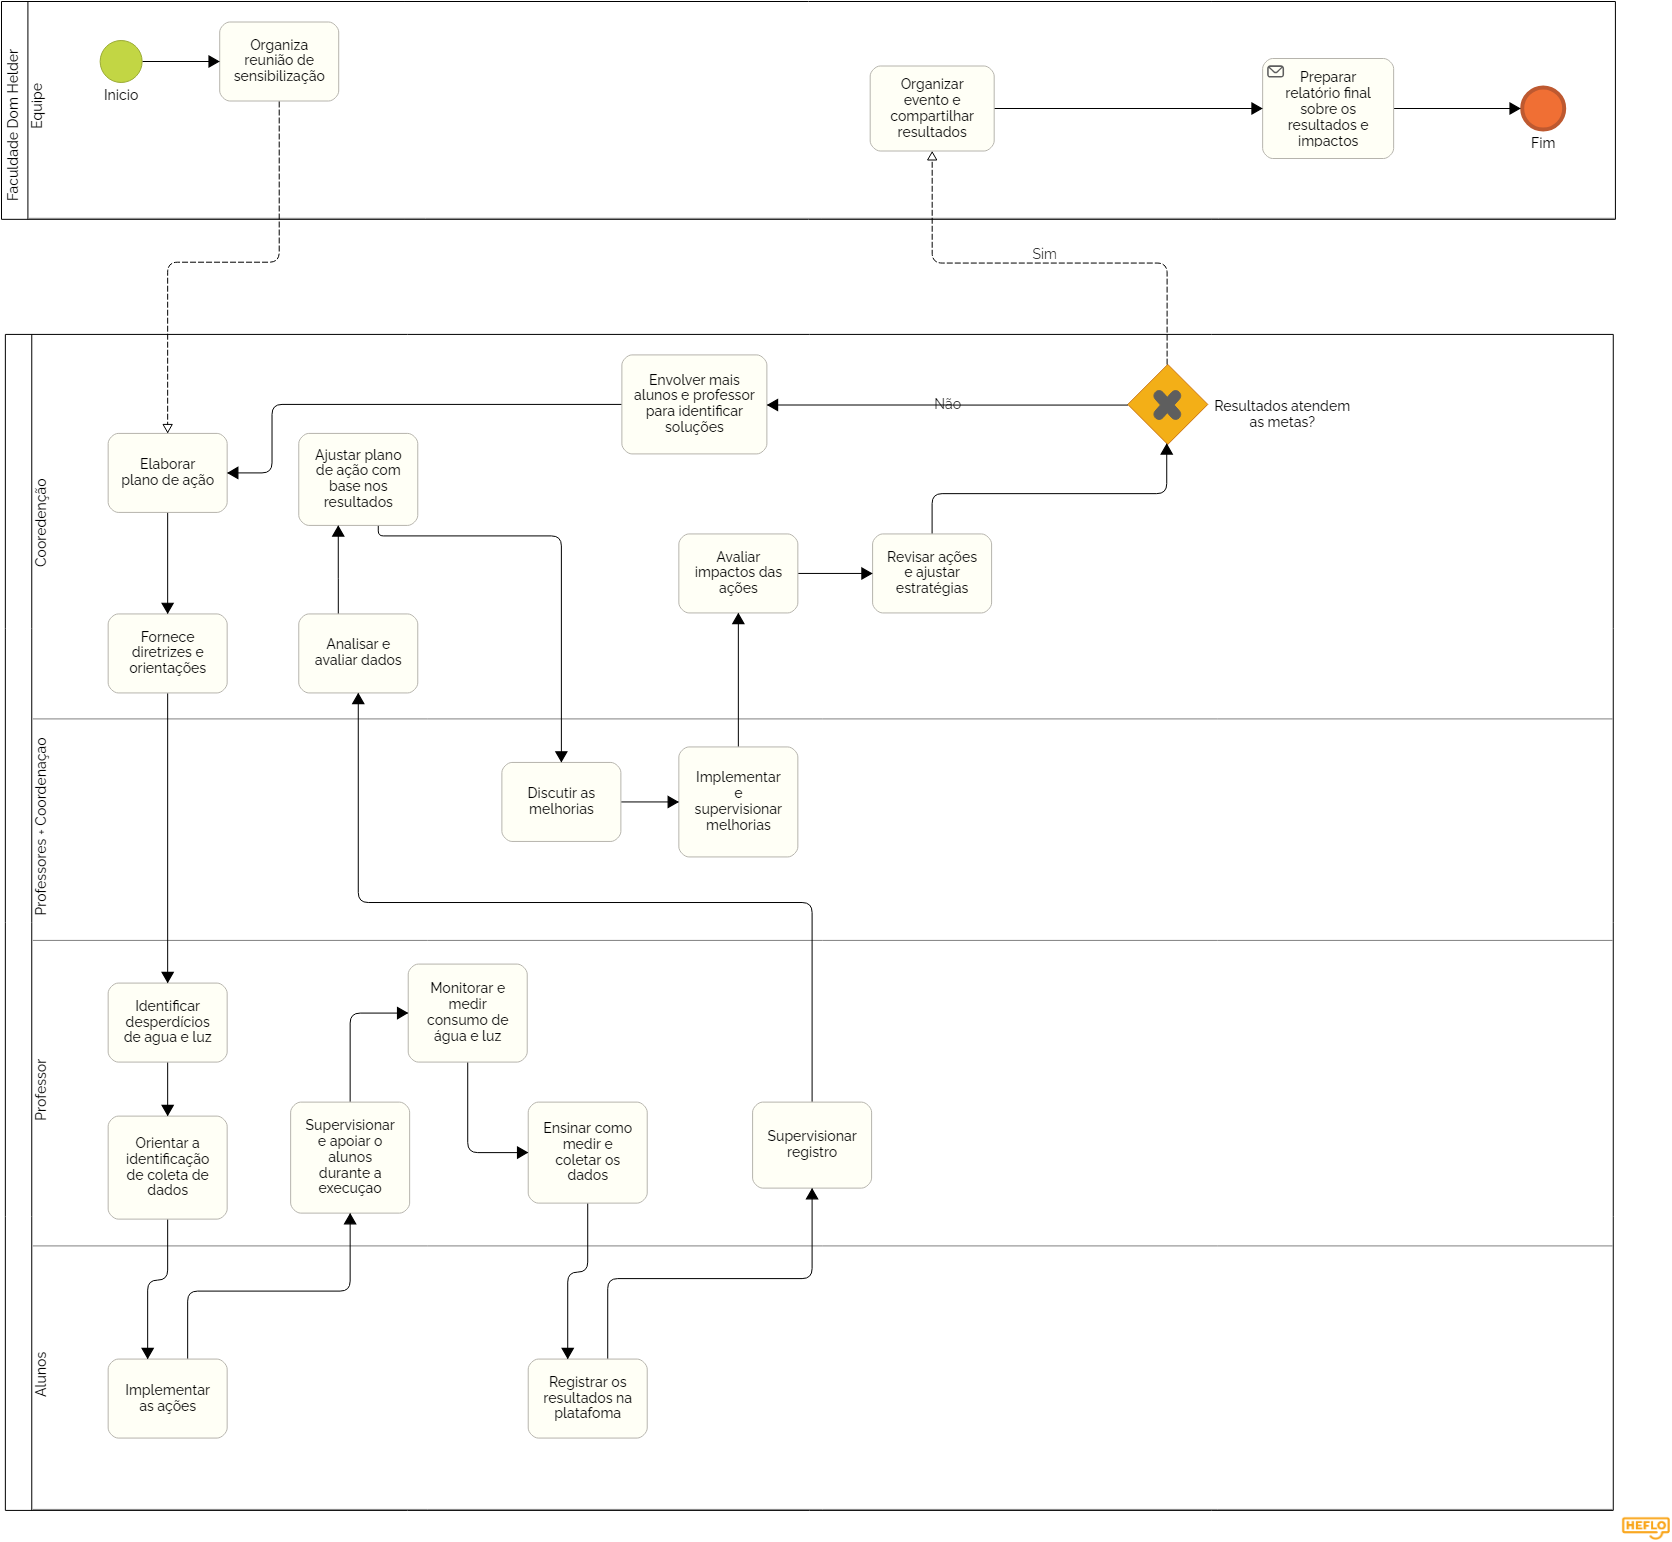 Faculdade Dom Helder
Equipe
Inicio
Organiza
reunião de
sensibilização
Organizar
evento e
compartilhar
resultados
Preparar
relatório final
sobre os
resultados e
impactos
Fim
Sim
Cooredenção
Envolver mais
alunos e professor
para identificar
soluções
Não
Resultados atendem
as metas?
Elaborar
plano de ação
Ajustar plano
de ação com
base nos
resultados
Avaliar
impactos das
ações
Revisar ações
e ajustar
estratégias
Fornece
diretrizes e
orientações
Analisar e
avaliar dados
Professores + Coordenaçao
Discutir as
melhorias
Implementar
e
supervisionar
melhorias
Professor
Identificar
desperdícios
de agua e luz
Monitorar e
medir
consumo de
água e luz
Orientar a
identificação
de coleta de
dados
Supervisionar
e apoiar o
alunos
durante a
execuçao
Ensinar como
medir e
coletar os
dados
Supervisionar
registro
Alunos
Implementar
as ações
Registrar os
resultados na
platafoma
HEFLO